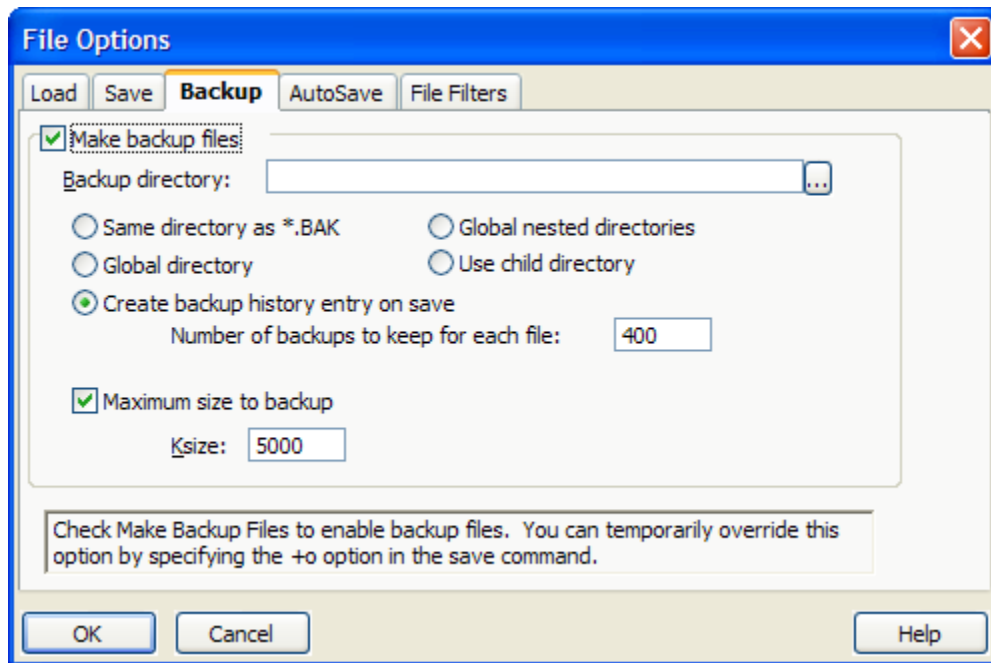 File Options
Load Save Backup AutoSave File Filters
Make backup files
Backup directory: ...
Same directory as *.BAK Global nested directories
Global directory Use child directory
Create backup history entry on save
Number of backups to keep for each file: 400
Maximum size to backup
Ksize: 5000
Check Make Backup Files to enable backup files. You can temporarily override this
option by specifying the +o option in the save command.
OK Cancel Help